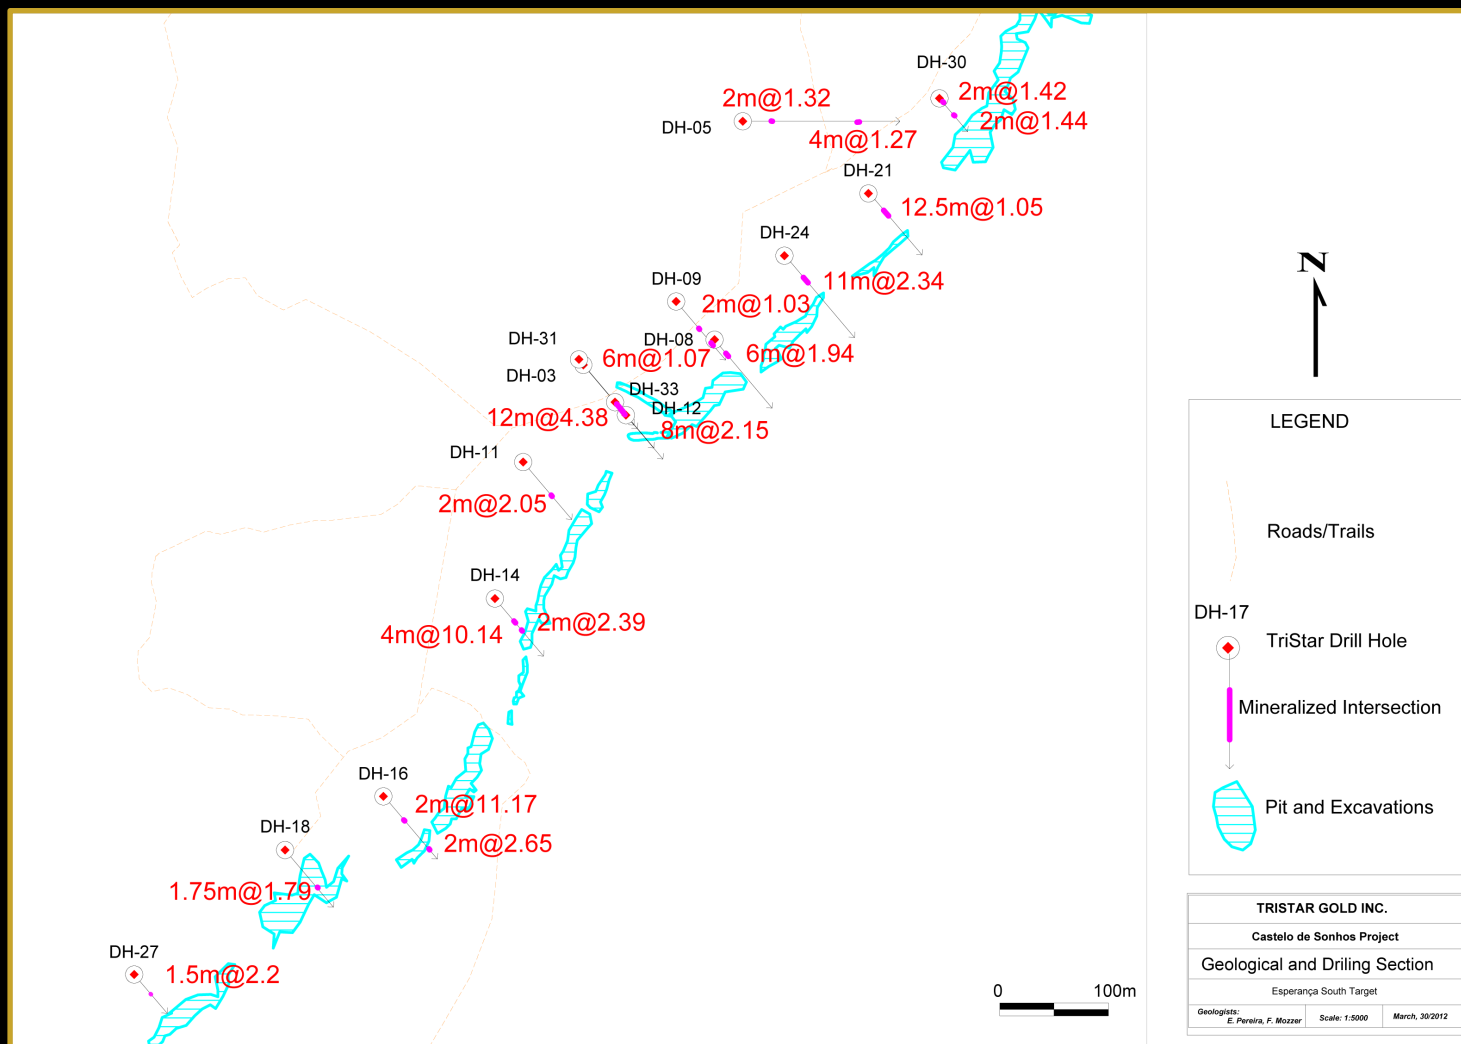 DH-30
2m@1.42
2m@1.32
2m@1.44
DH-05
4m@1.27
DH-21
12.5m@1.05
DH-24
11m@2.34
DH-09
2m@1.03
DH-31
DH-08
6m@1.07
6m@1.94
DH-03
DH-33
DH-12
12m@4.38
8m@2.15
DH-11
2m@2.05
DH-14
2m@2.39
4m@10.14
DH-16
2m@11.17
DH-18
2m@2.65
1.75m@1.79
DH-27
1.5m@2.2
0 100m
N
LEGEND
Roads/Trails
DH-17
TriStar Drill Hole
Mineralized Intersection
Pit and Excavations
TRISTAR GOLD INC.
Castelo de Sonhos Project
Geological and Driling Section
Esperança South Target
Geologists:
E. Pereira, F. Mozzer
Scale: 1:5000
March, 30/2012